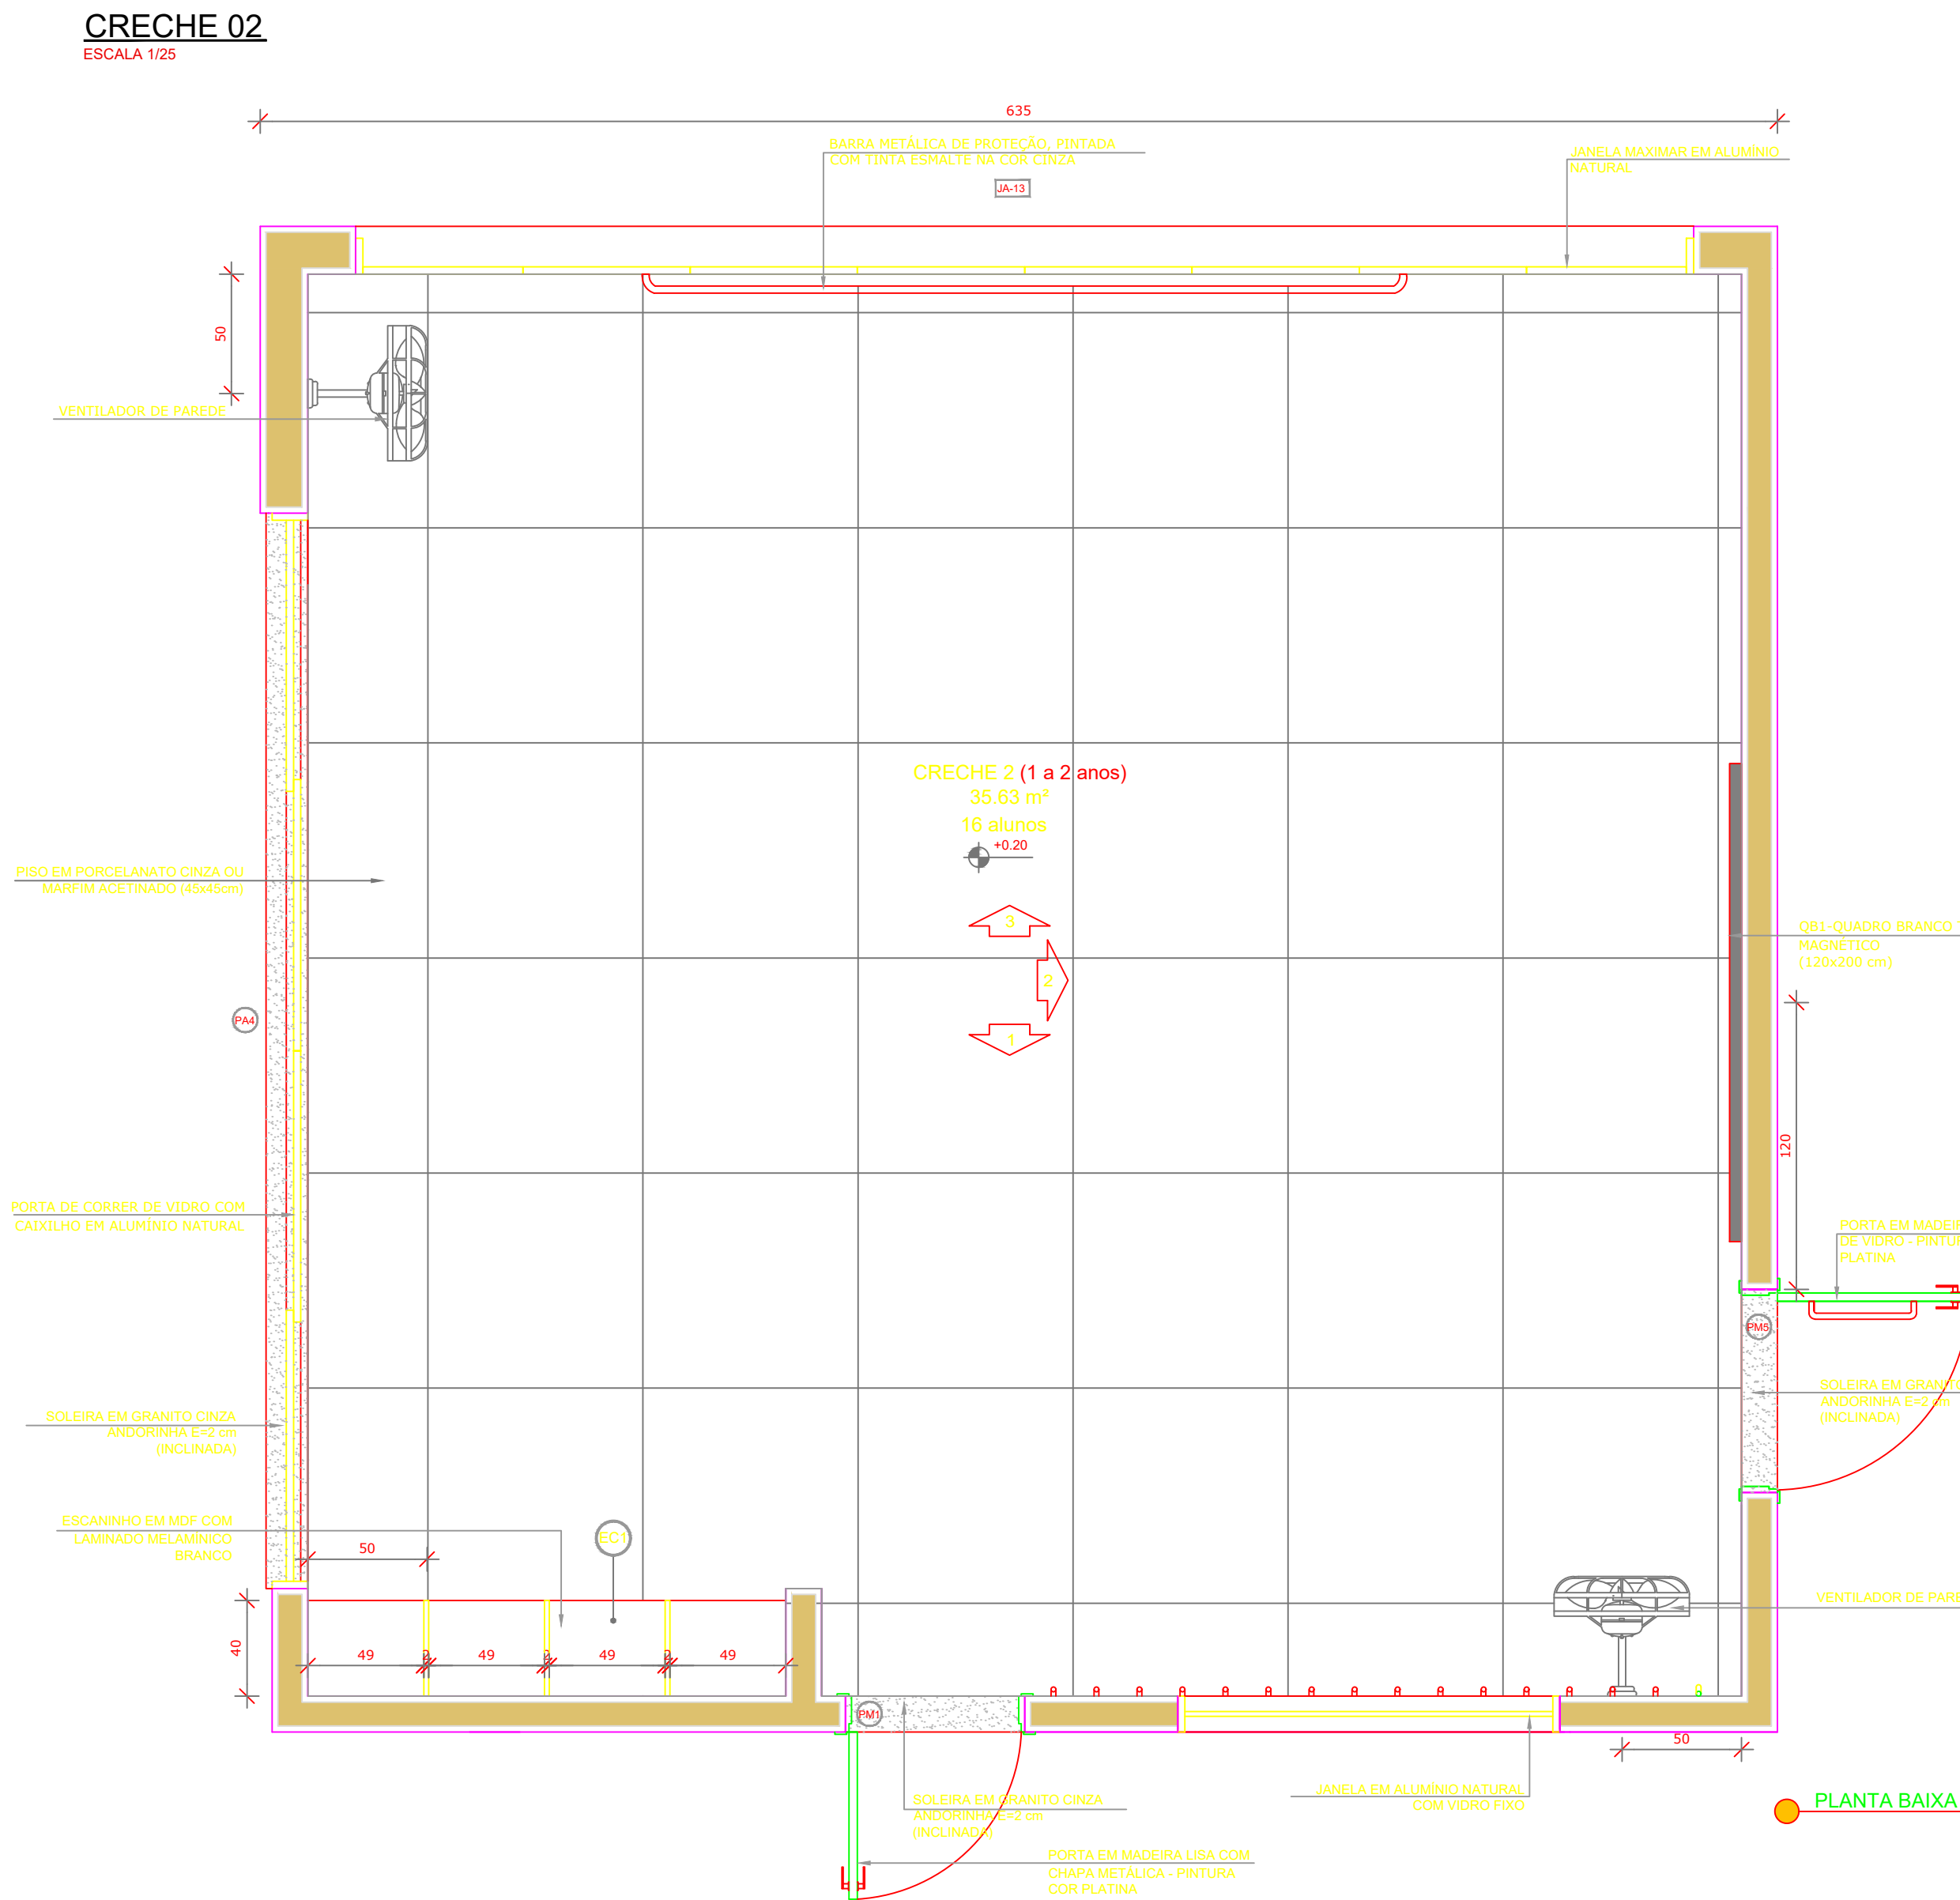 CRECHE 02
ESCALA 1/25
635
BARRA METÁLICA DE PROTEÇÃO, PINTADA
COM TINTA ESMALTE NA COR CINZA
JA-13
JANELA MAXIMAR EM ALUMÍNIO
NATURAL
50
VENTILADOR DE PAREDE
CRECHE 2 (1 a 2 anos)
35.63 m²
16 alunos
+0.20
PISO EM PORCELANATO CINZA OU
MARFIM ACETINADO (45x45cm)
3
2
1
QB1-QUADRO BRANCO
MAGNÉTICO
(120x200 cm)
PA4
120
PORTA DE CORRER DE VIDRO COM
CAIXILHO EM ALUMÍNIO NATURAL
PORTA EM MADEIR
DE VIDRO - PINTUR
PLATINA
PM5
SOLEIRA EM GRANITO
ANDORINHA E=2 cm
(INCLINADA)
SOLEIRA EM GRANITO CINZA
ANDORINHA E=2 cm
(INCLINADA)
ESCANINHO EM MDF COM
LAMINADO MELAMÍNICO
BRANCO
EC1
50
VENTILADOR DE PARE
40
49 2 49 2 49 2 49
PM1
50
SOLEIRA EM GRANITO CINZA
ANDORINHA E=2 cm
(INCLINADA)
JANELA EM ALUMÍNIO NATURAL
COM VIDRO FIXO
PLANTA BAIXA
PORTA EM MADEIRA LISA COM
CHAPA METÁLICA - PINTURA
COR PLATINA